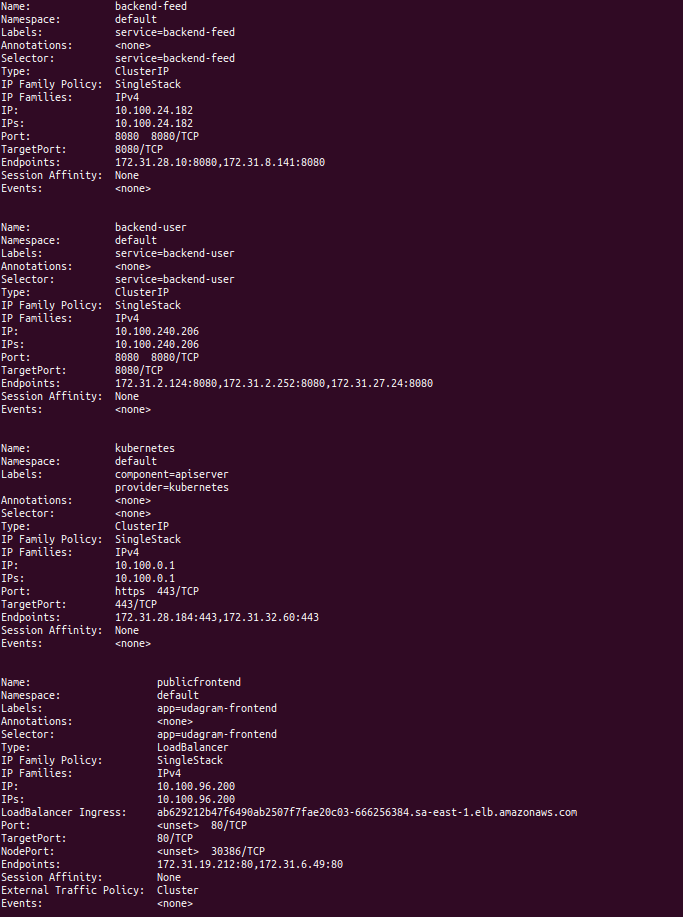 Name:              backend-feed
Namespace:         default
Labels:            service=backend-feed
Annotations:       <none>
Selector:          service=backend-feed
Type:              ClusterIP
IP Family Policy:  SingleStack
IP Families:       IPv4
IP:                10.100.24.182
IPs:               10.100.24.182
Port:              8080  8080/TCP
TargetPort:        8080/TCP
Endpoints:         172.31.28.10:8080,172.31.8.141:8080
Session Affinity:  None
Events:            <none>

Name:              backend-user
Namespace:         default
Labels:            service=backend-user
Annotations:       <none>
Selector:          service=backend-user
Type:              ClusterIP
IP Family Policy:  SingleStack
IP Families:       IPv4
IP:                10.100.240.206
IPs:               10.100.240.206
Port:              8080  8080/TCP
TargetPort:        8080/TCP
Endpoints:         172.31.2.124:8080,172.31.2.252:8080,172.31.27.24:8080
Session Affinity:  None
Events:            <none>

Name:              kubernetes
Namespace:         default
Labels:            component=apiserver
                   provider=kubernetes
Annotations:       <none>
Selector:          <none>
Type:              ClusterIP
IP Family Policy:  SingleStack
IP Families:       IPv4
IP:                10.100.0.1
IPs:               10.100.0.1
Port:              https  443/TCP
TargetPort:        443/TCP
Endpoints:         172.31.28.184:443,172.31.32.60:443
Session Affinity:  None
Events:            <none>

Name:                     publicfrontend
Namespace:                default
Labels:                   app=udagram-frontend
Annotations:              <none>
Selector:                 app=udagram-frontend
Type:                     LoadBalancer
IP Family Policy:         SingleStack
IP Families:              IPv4
IP:                       10.100.96.200
IPs:                      10.100.96.200
LoadBalancer Ingress:     ab629212b47f6490ab2507f7fae20c03-666256384.sa-east-1.elb.amazonaws.com
Port:                     <unset>  80/TCP
TargetPort:               80/TCP
NodePort:                 <unset>  30386/TCP
Endpoints:                172.31.19.212:80,172.31.6.49:80
Session Affinity:         None
External Traffic Policy:  Cluster
Events:                   <none>